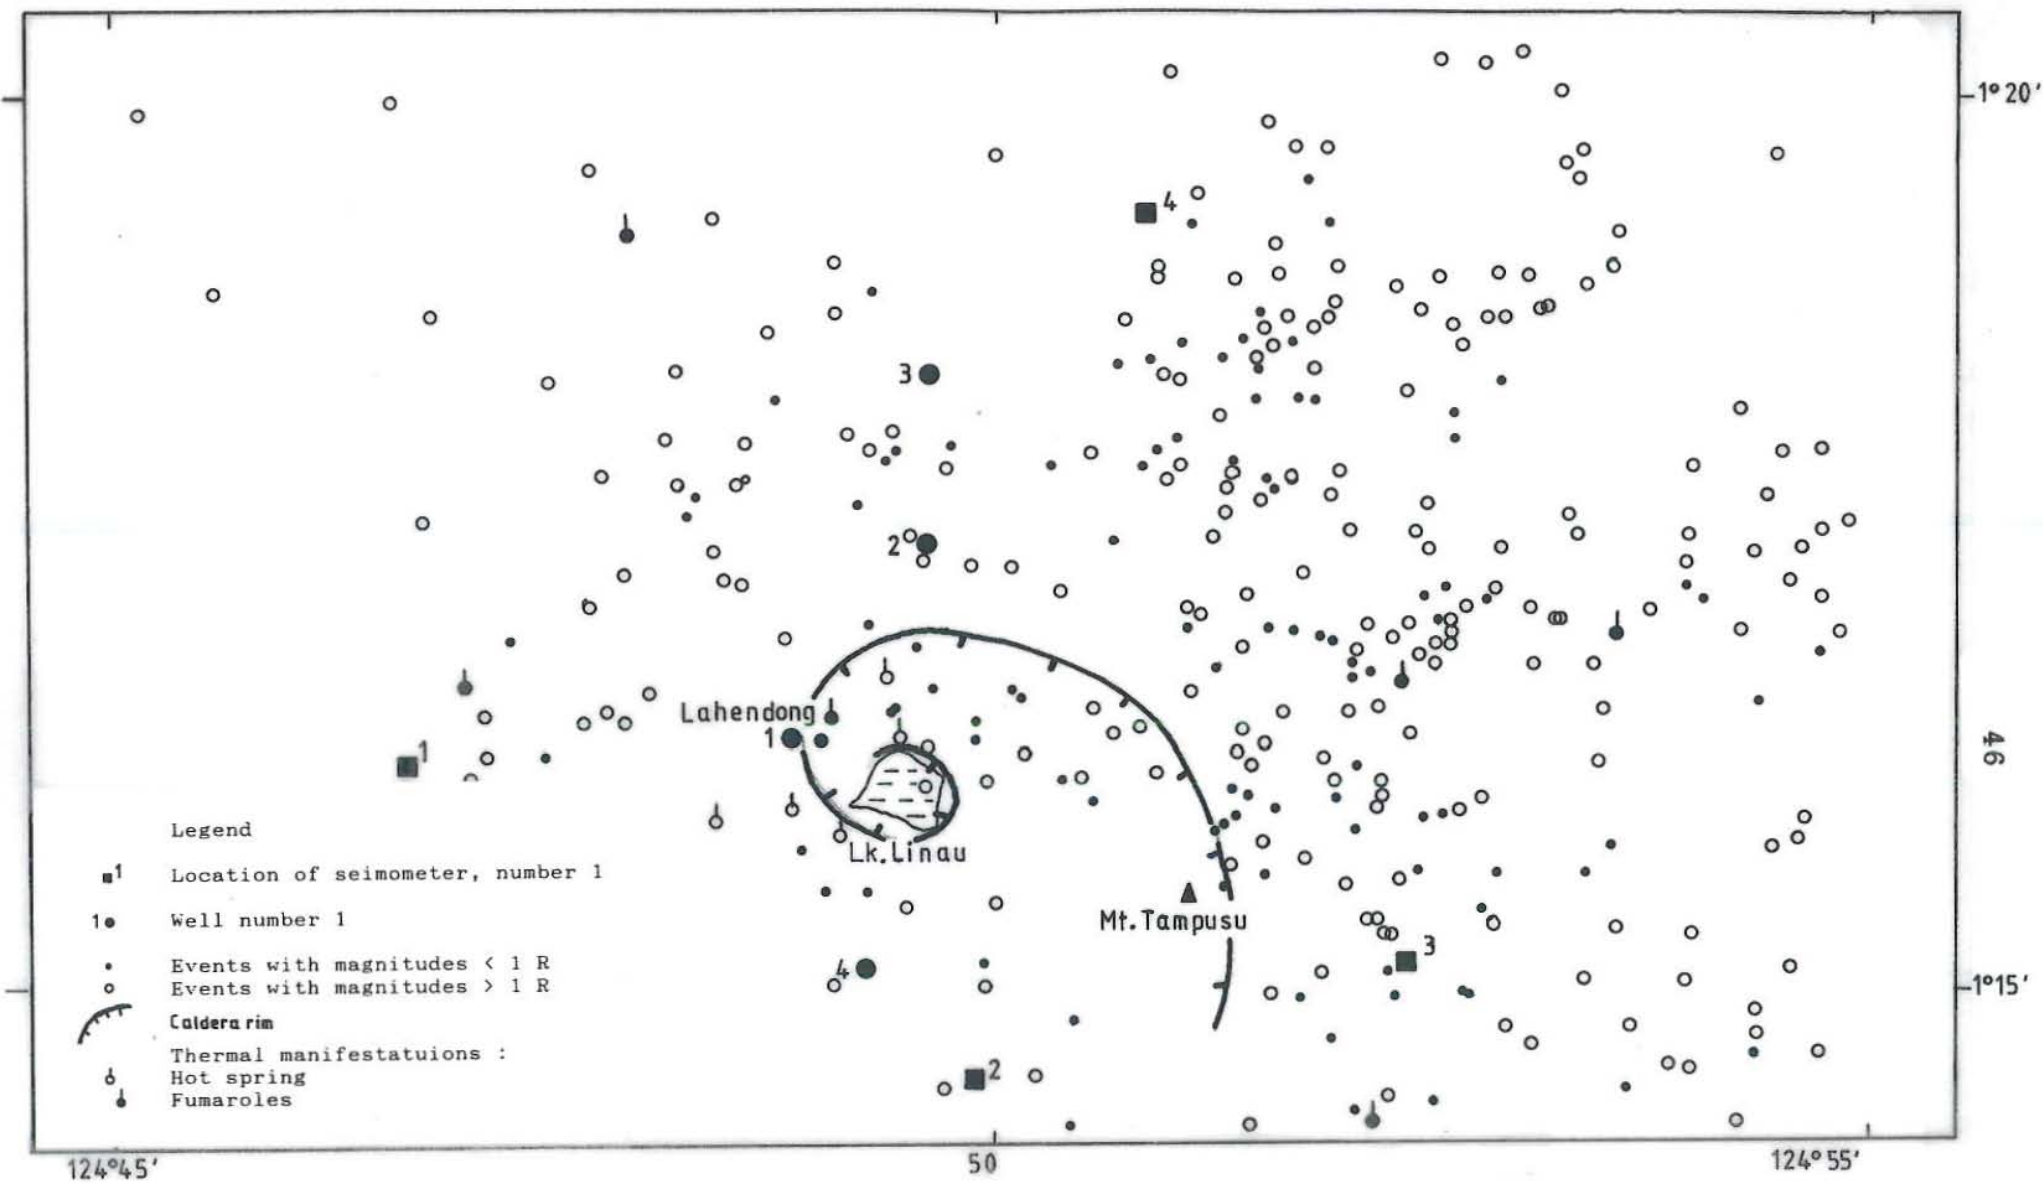 1°20'
4
3
2
Lahendong
1
1
46
Legend
1 Location of seimometer, number 1
Lk.Linau
1 Well number 1
Mt.Tampusu
3
Events with magnitudes < 1 R
4
Events with magnitudes > 1 R
1°15'
Caldera rim
Thermal manifestatuions :
Hot spring
2
Fumaroles
124°45'
50
124°55'